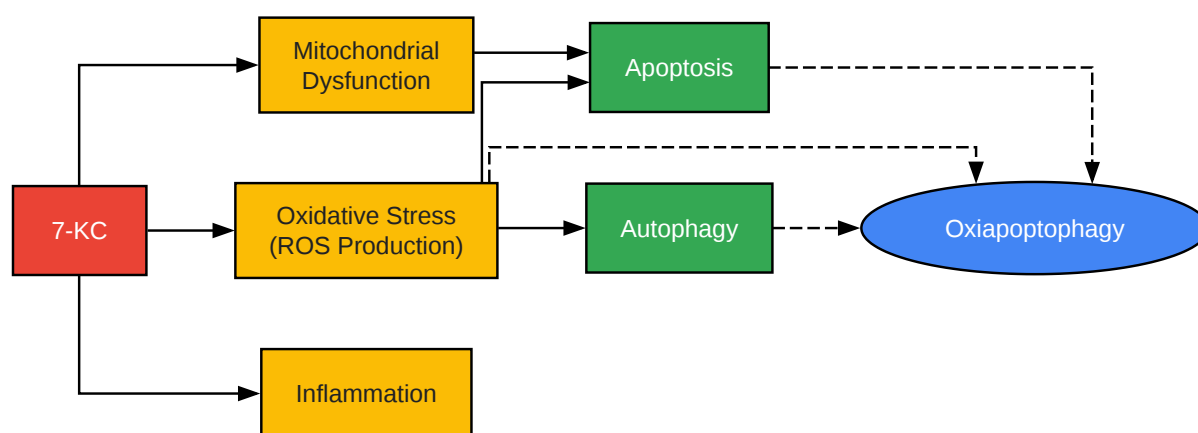 Mitochondrial
Dysfunction
Apoptosis
7-KC
Oxidative Stress
(ROS Production)
Autophagy
Oxiapoptophagy
Inflammation